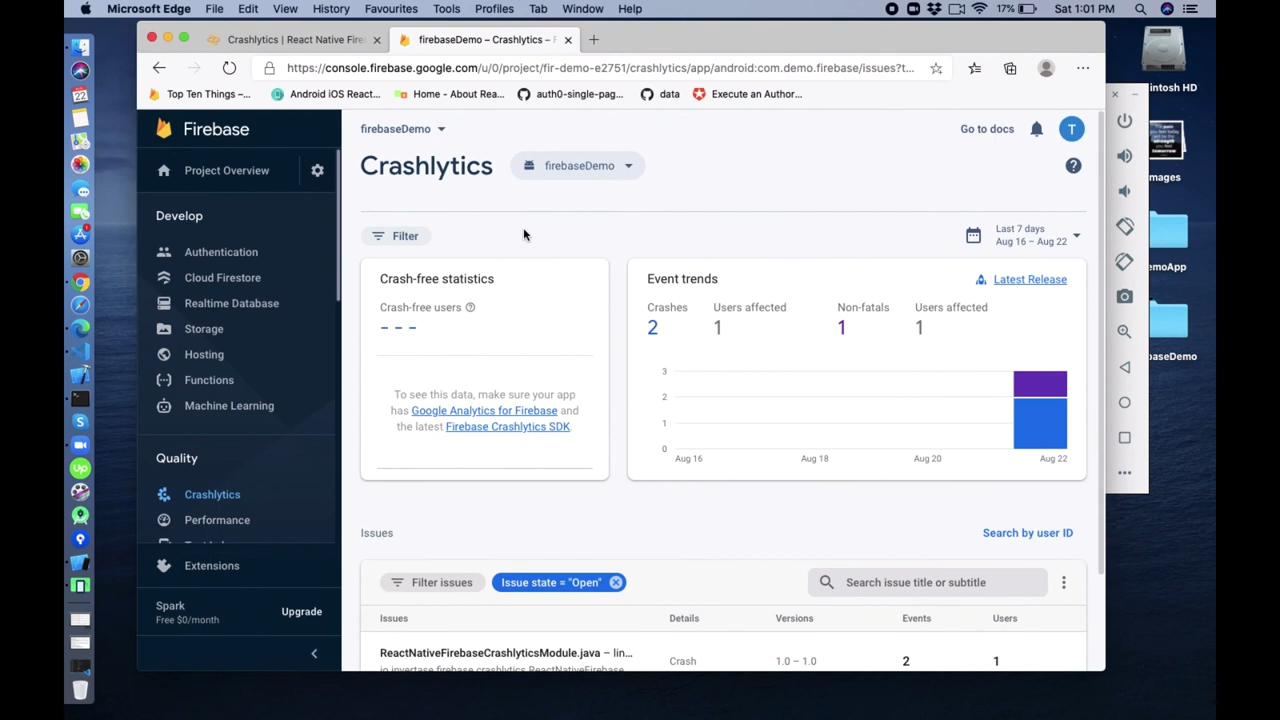 Microsoft Edge File Edit View History Favourites Tools Profiles Tab Window Help 17% Sat 1:01 PM
Crashlytics | React Native Fire
firebaseDemo – Crashlytics –
https://console.firebase.google.com/u/0/project/fir-demo-e2751/crashlytics/app/android:com.demo.firebase/issues?t...
Top Ten Things –...
Android iOS React...
Home - About Rea...
auth0-single-pag...
data
Execute an Author...
intosh HD
mages
emoApp
baseDemo
22
Firebase
Project Overview
Develop
Authentication
Cloud Firestore
Realtime Database
Storage
Hosting
Functions
Machine Learning
Quality
Crashlytics
Performance
Extensions
Spark
Free $0/month
Upgrade
firebaseDemo
Go to docs
T
Crashlytics
firebaseDemo
Filter
Last 7 days
Aug 16 – Aug 22
Crash-free statistics
Crash-free users
- - -
To see this data, make sure your app
has Google Analytics for Firebase and
the latest Firebase Crashlytics SDK.
Event trends
Latest Release
Crashes
2
Users affected
1
Non-fatals
1
Users affected
1
3
2
1
0
Aug 16 Aug 18 Aug 20 Aug 22
Issues
Search by user ID
Filter issues
Issue state = "Open"
Search issue title or subtitle
Issues Details Versions Events Users
ReactNativeFirebaseCrashlyticsModule.java – lin...
io.invertase.firebase.crashlytics.ReactNativeFirebase
Crash 1.0 – 1.0 2 1